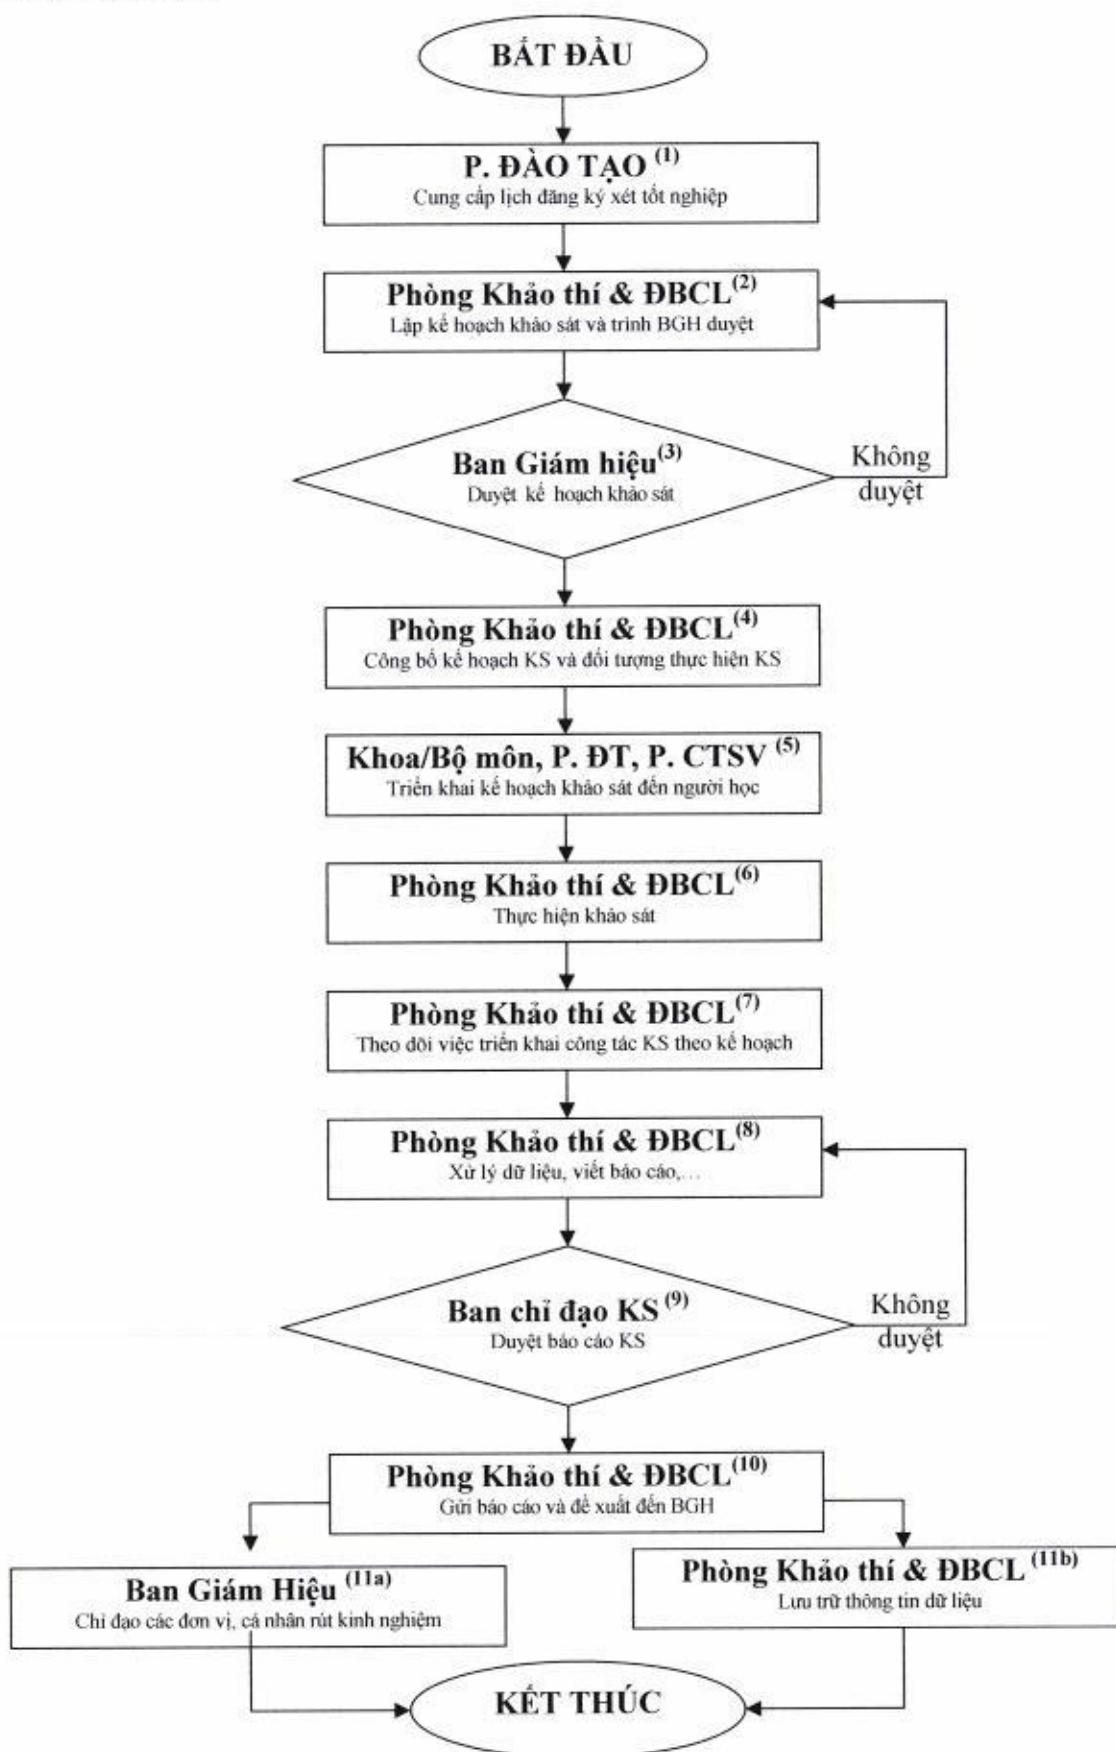 BẮT ĐẦU
P. ĐÀO TẠO (1)
Cung cấp lịch đăng ký xét tốt nghiệp
Phòng Khảo thí & ĐBCL(2)
Lập kế hoạch khảo sát và trình BGH duyệt
Ban Giám hiệu(3)
Duyệt kế hoạch khảo sát
Không
duyệt
Phòng Khảo thí & ĐBCL(4)
Công bố kế hoạch KS và đối tượng thực hiện KS
Khoa/Bộ môn, P. ĐT, P. CTSV (5)
Triển khai kế hoạch khảo sát đến người học
Phòng Khảo thí & ĐBCL(6)
Thực hiện khảo sát
Phòng Khảo thí & ĐBCL(7)
Theo dõi việc triển khai công tác KS theo kế hoạch
Phòng Khảo thí & ĐBCL(8)
Xử lý dữ liệu, viết báo cáo,…
Ban chỉ đạo KS (9)
Duyệt báo cáo KS
Không
duyệt
Phòng Khảo thí & ĐBCL(10)
Gửi báo cáo và đề xuất đến BGH
Ban Giám Hiệu (11a)
Chỉ đạo các đơn vị, cá nhân rút kinh nghiệm
Phòng Khảo thí & ĐBCL (11b)
Lưu trữ thông tin dữ liệu
KẾT THÚC